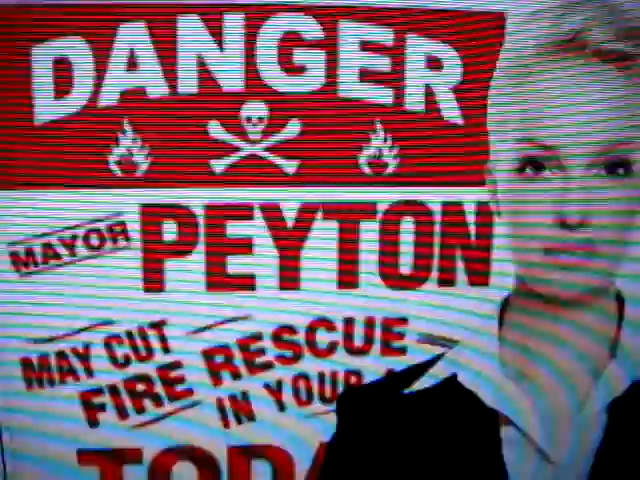 DANGER
MAYOR PEYTON
MAY CUT
FIRE RESCUE
IN YOUR